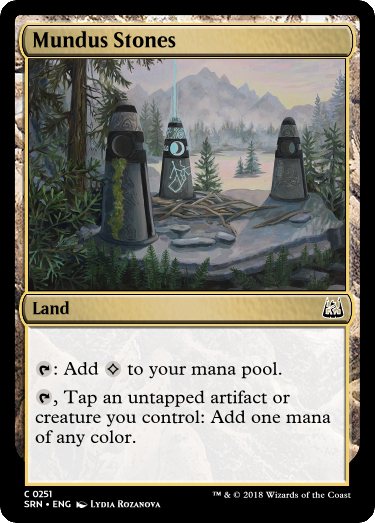 Mundus Stones
Land
: Add to your mana pool.
, Tap an untapped artifact or
creature you control: Add one mana
of any color.
C 0251
SRN • ENG LYDIA ROZANOVA
™ & © 2018 Wizards of the Coast